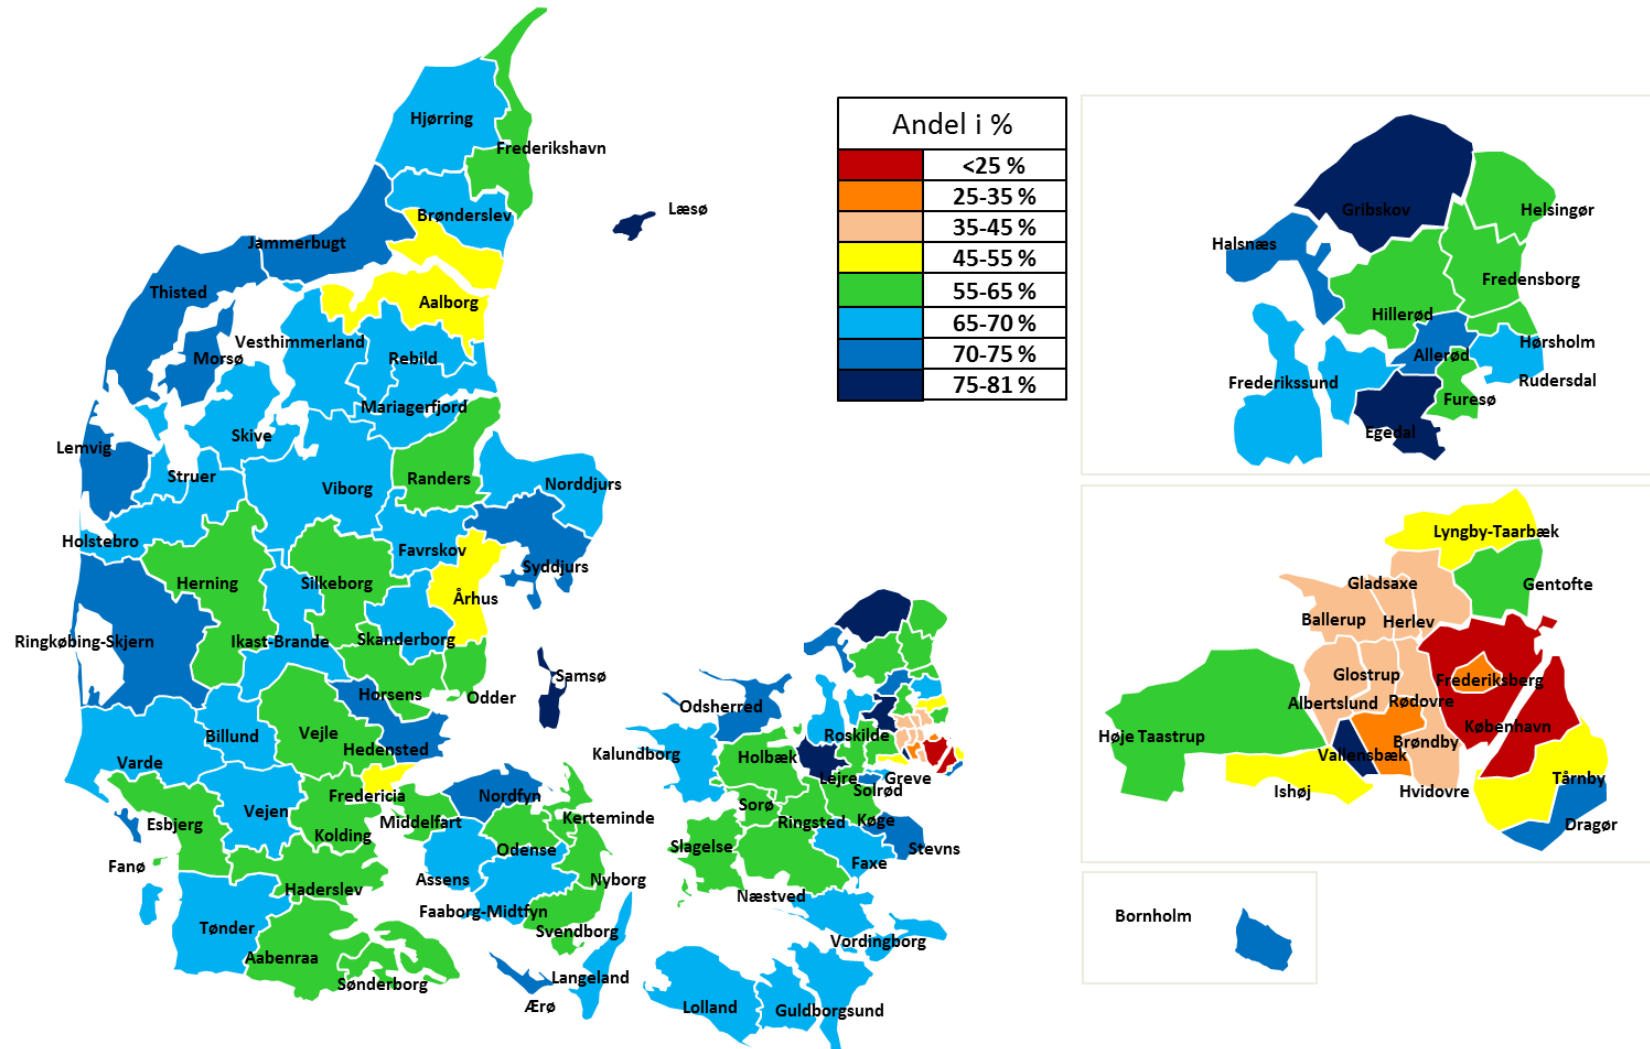 Hjørring
Frederikshavn
Læsø
Brønderslev
Jammerbugt
Thisted
Aalborg
Vesthimmerland
Morsø
Rebild
Mariagerfjord
Skive
Lemvig
Struer
Viborg
Randers
Norddjurs
Holstebro
Favrskov
Syddjurs
Herning
Silkeborg
Århus
Ringkøbing-Skjern
Ikast-Brande
Skanderborg
Samsø
Horsens
Odder
Billund
Vejle
Hedensted
Varde
Fredericia
Vejen
Esbjerg
Kolding
Middelfart
Nordfyn
Kerteminde
Odense
Fanø
Haderslev
Assens
Nyborg
Faaborg-Midtfyn
Tønder
Svendborg
Aabenraa
Sønderborg
Langeland
Ærø
Odsherred
Kalundborg
Roskilde
Holbæk
Lejre
Greve
Solrød
Sorø
Ringsted
Køge
Slagelse
Stevns
Faxe
Næstved
Vordingborg
Lolland
Guldborgsund
Andel i %
<25 %
25-35 %
35-45 %
45-55 %
55-65 %
65-70 %
70-75 %
75-81 %
Gribskov
Helsingør
Halsnæs
Fredensborg
Hillerød
Hørsholm
Allerød
Rudersdal
Frederikssund
Furesø
Egedal
Lyngby-Taarbæk
Gladsaxe
Gentofte
Ballerup
Herlev
Glostrup
Frederiksberg
Albertslund
Rødovre
København
Høje Taastrup
Vallensbæk
Brøndby
Ishøj
Hvidovre
Tårnby
Dragør
Bornholm